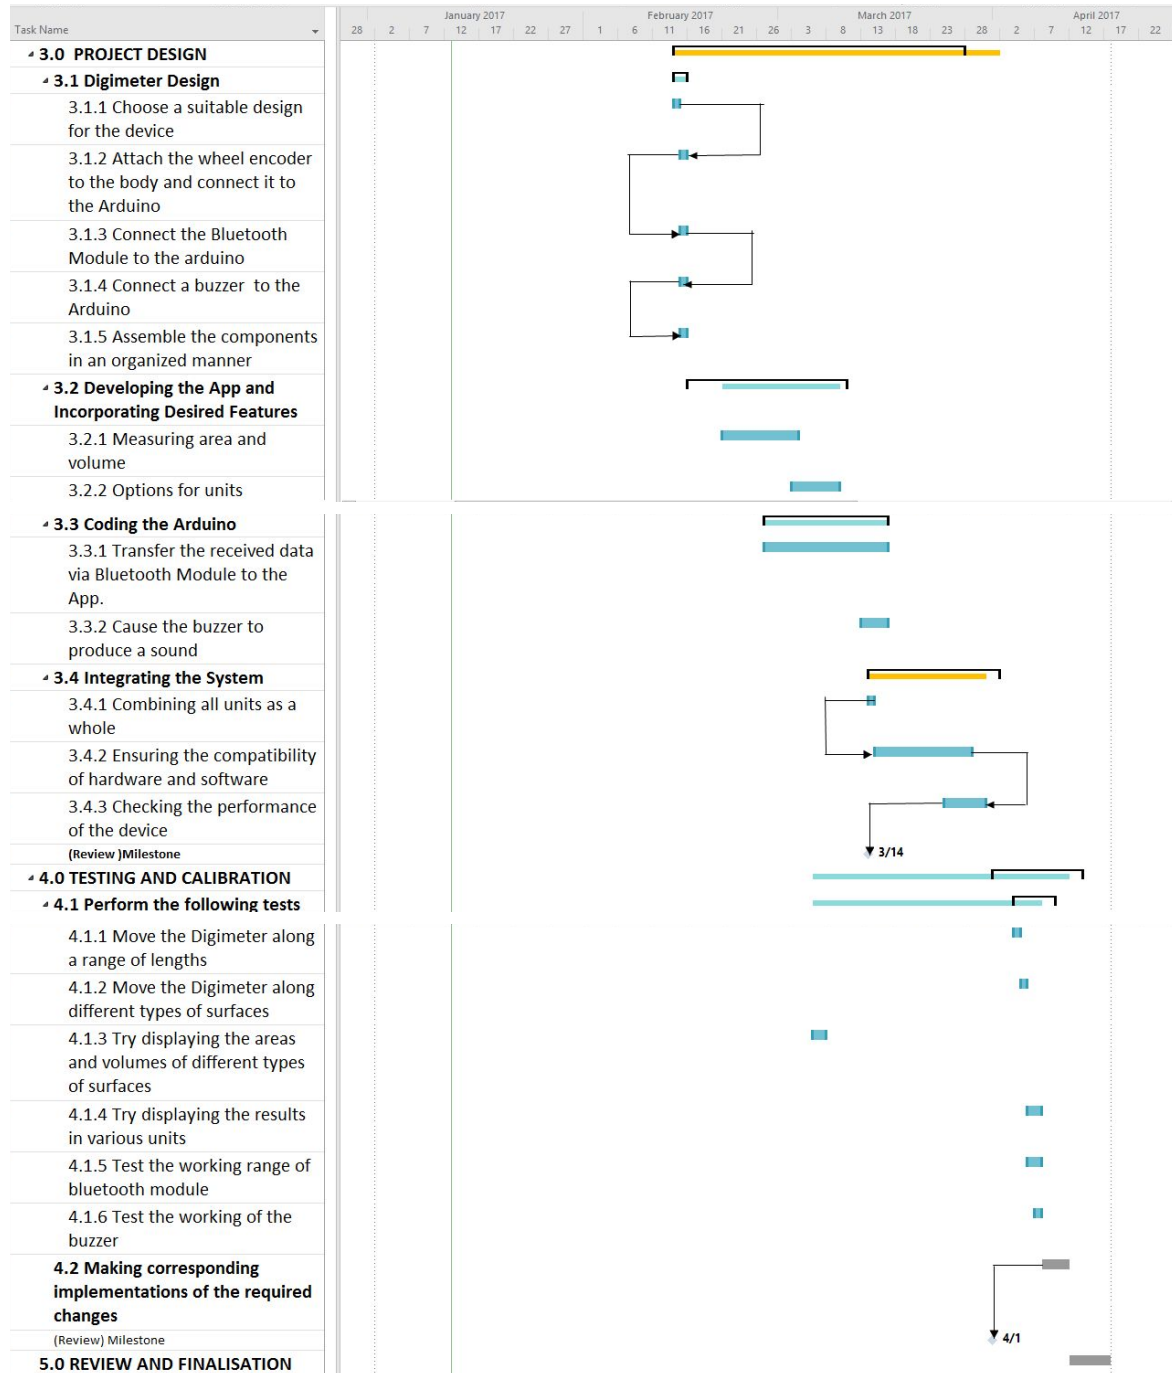 January 2017 February 2017 March 2017 April 2017
Task Name 28 2 7 12 17 22 27 1 6 11 16 21 26 3 8 13 18 23 28 2 7 12 17 22
3.0 PROJECT DESIGN
3.1 Digimeter Design
3.1.1 Choose a suitable design
for the device
3.1.2 Attach the wheel encoder
to the body and connect it to
the Arduino
3.1.3 Connect the Bluetooth
Module to the arduino
3.1.4 Connect a buzzer to the
Arduino
3.1.5 Assemble the components
in an organized manner
3.2 Developing the App and
Incorporating Desired Features
3.2.1 Measuring area and
volume
3.2.2 Options for units
3.3 Coding the Arduino
3.3.1 Transfer the received data
via Bluetooth Module to the
App.
3.3.2 Cause the buzzer to
produce a sound
3.4 Integrating the System
3.4.1 Combining all units as a
whole
3.4.2 Ensuring the compatibility
of hardware and software
3.4.3 Checking the performance
of the device
(Review )Milestone 3/14
4.0 TESTING AND CALIBRATION
4.1 Perform the following tests
4.1.1 Move the Digimeter along
a range of lengths
4.1.2 Move the Digimeter along
different types of surfaces
4.1.3 Try displaying the areas
and volumes of different types
of surfaces
4.1.4 Try displaying the results
in various units
4.1.5 Test the working range of
bluetooth module
4.1.6 Test the working of the
buzzer
4.2 Making corresponding
implementations of the required
changes
(Review) Milestone 4/1
5.0 REVIEW AND FINALISATION